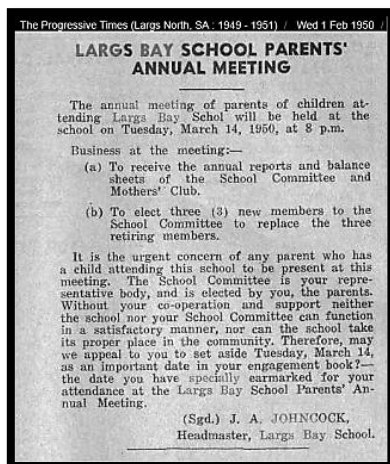 The Progressive Times (Largs North, SA : 1949 - 1951) / Wed 1 Feb 1950 /
LARGS BAY SCHOOL PARENTS'
ANNUAL MEETING
The annual meeting of parents of children at-
tending Largs Bay Schol will be held at the
school on Tuesday, March 14, 1950, at 8 p.m.
Business at the meeting:—
(a) To receive the annual reports and balance
sheets of the School Committee and
Mothers' Club.
(b) To elect three (3) new members to the
School Committee to replace the three
retiring members.
It is the urgent concern of any parent who has
a child attending this school to be present at this
meeting. The School Committee is your repre-
sentative body, and is elected by you, the parents.
Without your co-operation and support neither
the school nor your School Committee can function
in a satisfactory manner, nor can the school take
its proper place in the community. Therefore, may
we appeal to you to set aside Tuesday, March 14,
as an important date in your engagement book?—
the date you have specially earmarked for your
attendance at the Largs Bay School Parents' An-
nual Meeting.
(Sgd.) J. A. JOHNCOCK,
Headmaster, Largs Bay School.